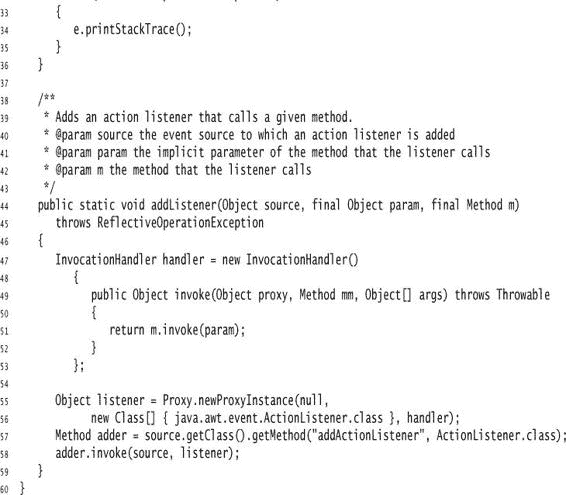 33 {
34 e.printStackTrace();
35 }
36 }
37
38 /**
39 * Adds an action listener that calls a given method.
40 * @param source the event source to which an action listener is added
41 * @param param the implicit parameter of the method that the listener calls
42 * @param m the method that the listener calls
43 */
44 public static void addListener(Object source, final Object param, final Method m)
45 throws ReflectiveOperationException
46 {
47 InvocationHandler handler = new InvocationHandler()
48 {
49 public Object invoke(Object proxy, Method mm, Object[] args) throws Throwable
50 {
51 return m.invoke(param);
52 }
53 };
54
55 Object listener = Proxy.newProxyInstance(null,
56 new Class[] { java.awt.event.ActionListener.class }, handler);
57 Method adder = source.getClass().getMethod("addActionListener", ActionListener.class);
58 adder.invoke(source, listener);
59 }
60 }